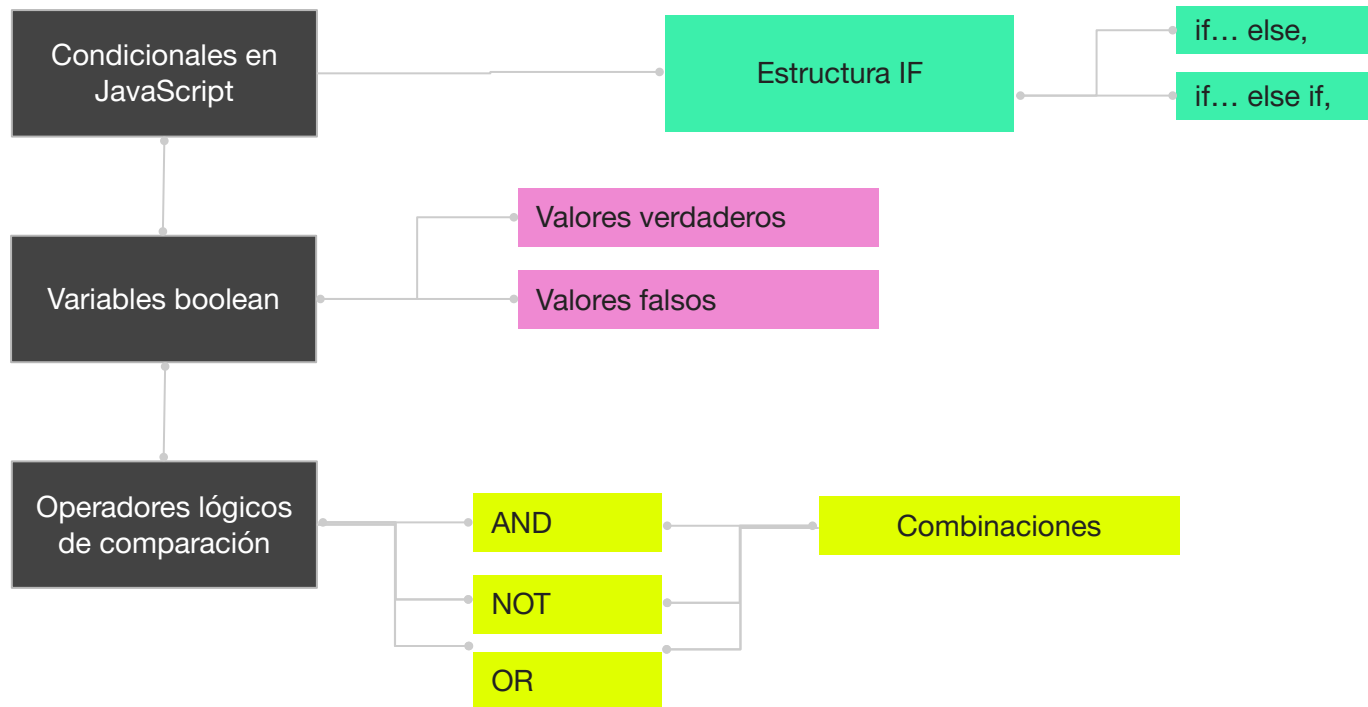 Condicionales en
JavaScript
Estructura IF
if… else,
if… else if,
Variables boolean
Valores verdaderos
Valores falsos
Operadores lógicos
de comparación
AND
NOT
OR
Combinaciones